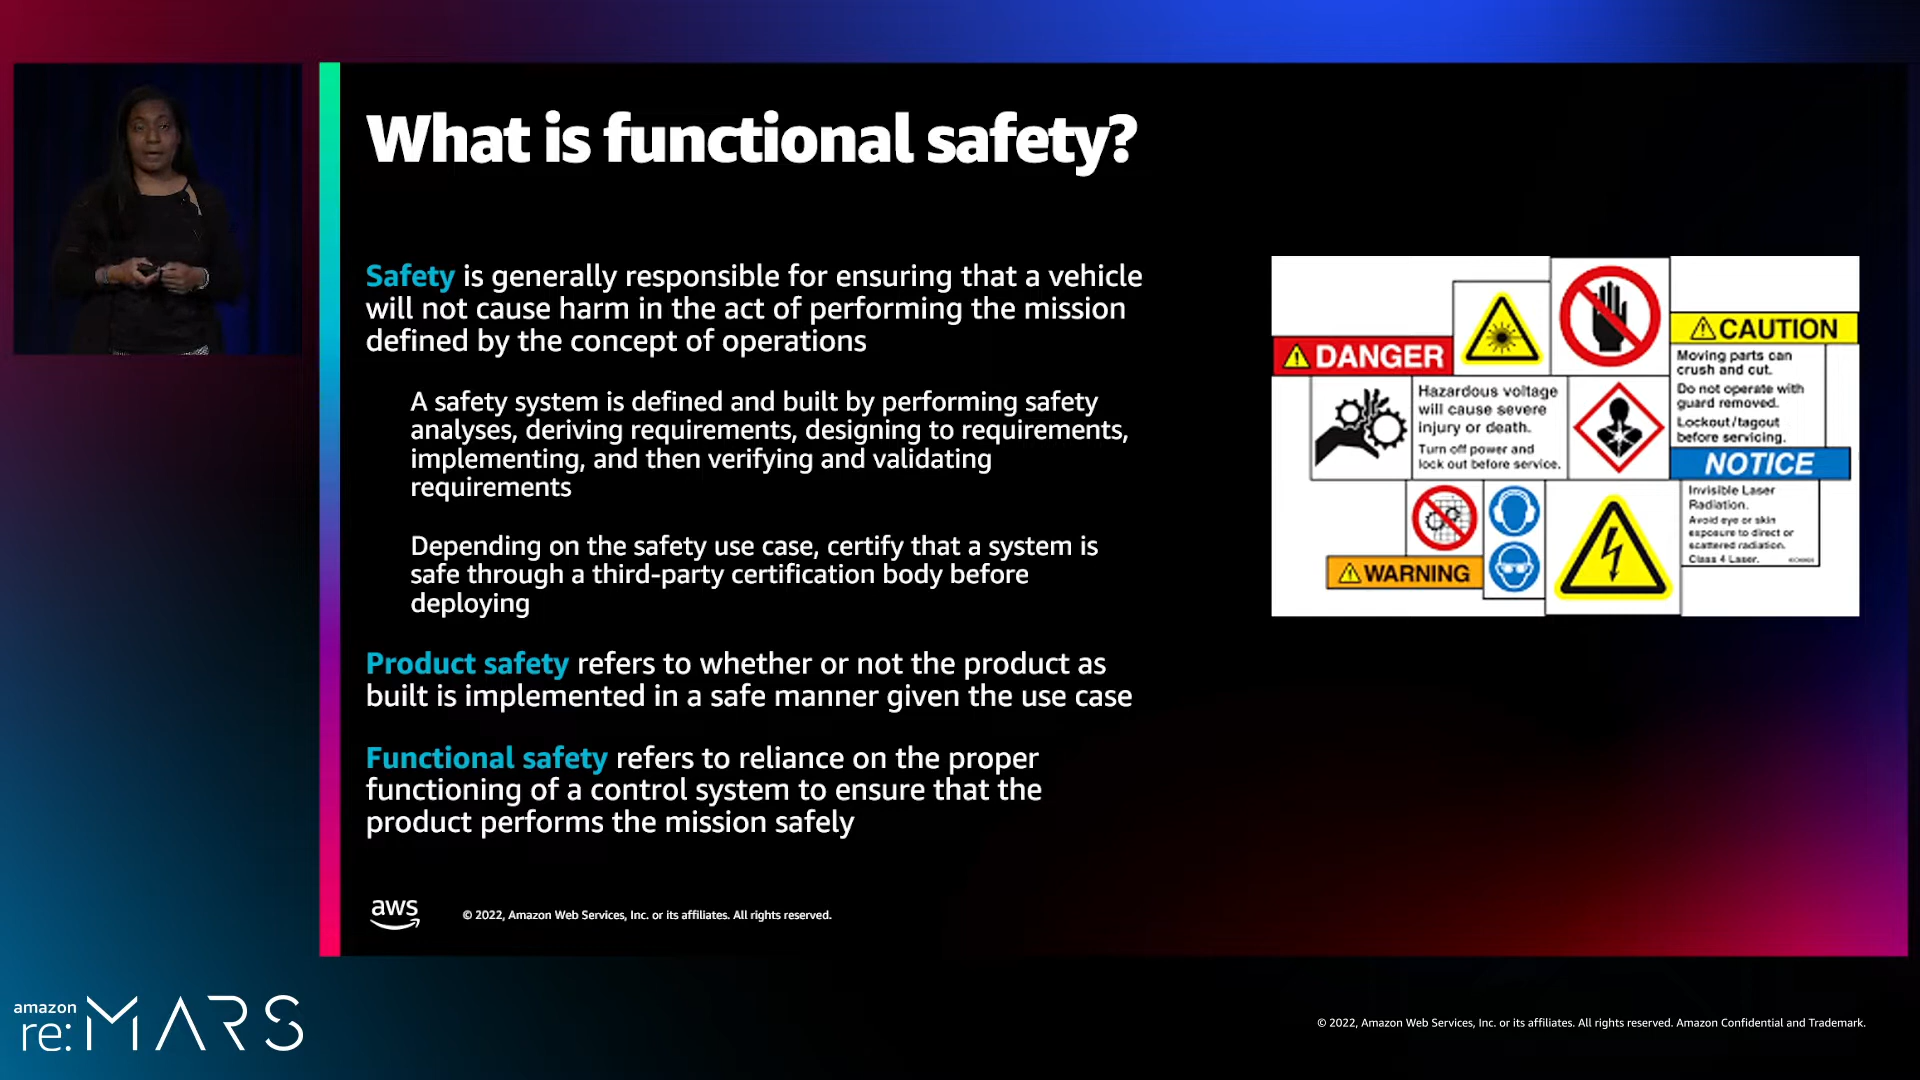 What is functional safety?
Safety is generally responsible for ensuring that a vehicle
will not cause harm in the act of performing the mission
defined by the concept of operations
A safety system is defined and built by performing safety
analyses, deriving requirements, designing to requirements,
implementing, and then verifying and validating
requirements
Depending on the safety use case, certify that a system is
safe through a third-party certification body before
deploying
Product safety refers to whether or not the product as
built is implemented in a safe manner given the use case
Functional safety refers to reliance on the proper
functioning of a control system to ensure that the
product performs the mission safely
DANGER
Hazardous voltage
will cause severe
injury or death.
Turn off power and
lock out before service.
CAUTION
Moving parts can
crush and cut.
Do not operate with
guard removed.
Lockout/tagout
before servicing.
NOTICE
Invisible Laser
Radiation.
Avoid eye or skin
exposure to direct or
scattered radiation.
Class 4 Laser.
WARNING
aws
© 2022, Amazon Web Services, Inc. or its affiliates. All rights reserved.
amazon
re:MARS
© 2022, Amazon Web Services, Inc. or its affiliates. All rights reserved. Amazon Confidential and Trademark.